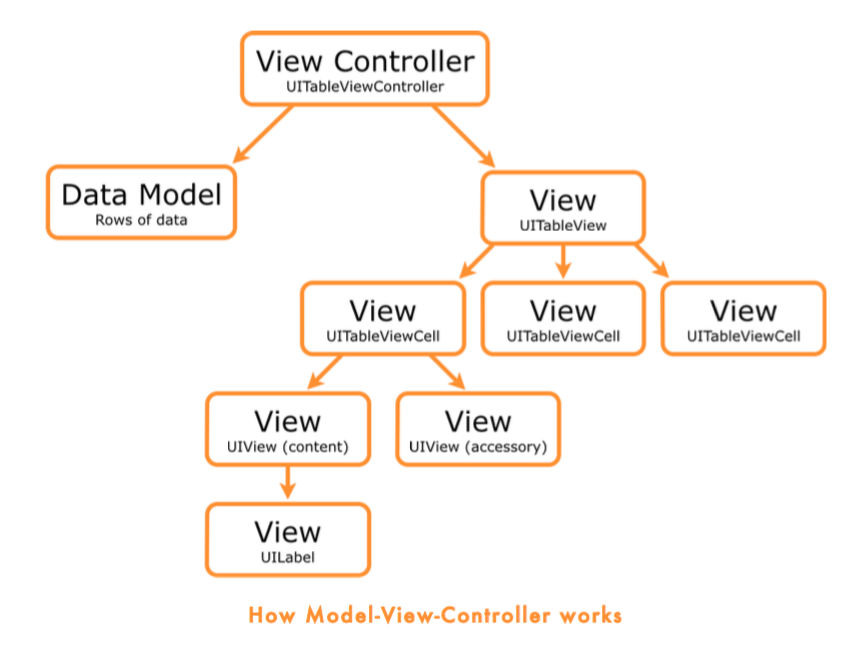 View Controller
UITableViewController
Data Model
Rows of data
View
UITableView
View
UITableViewCell
View
UITableViewCell
View
UITableViewCell
View
UIView (content)
View
UIView (accessory)
View
UILabel
How Model-View-Controller works